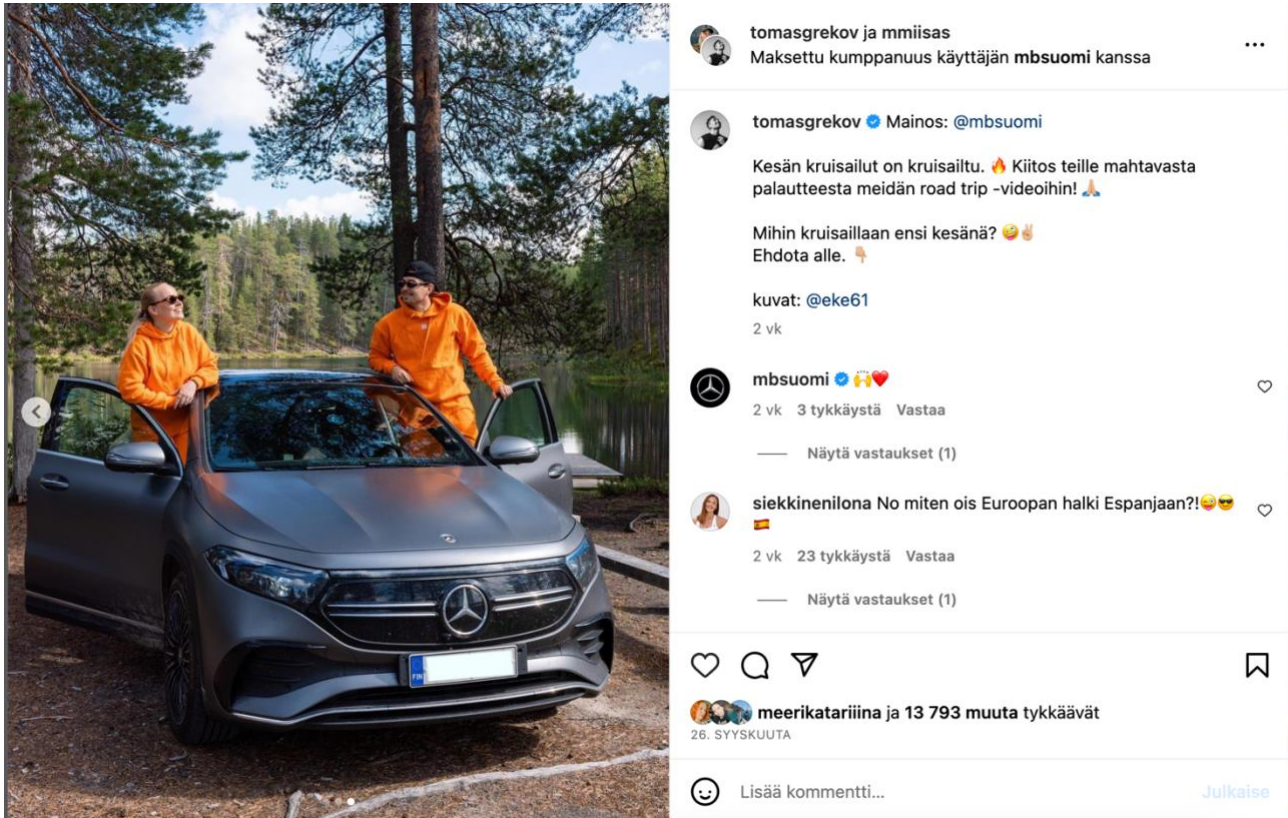 tomasgrekov ja mmiisas
Maksettu kumppanuus käyttäjän mbsuomi kanssa
tomasgrekov Mainos: @mbsuomi
Kesän kruisailut on kruisailtu. 🔥 Kiitos teille mahtavasta
palautteesta meidän road trip -videoihin! 🙏🏼
Mihin kruisaillaan ensi kesänä? 🤪✌🏼
Ehdota alle. 👇🏼
kuvat: @eke61
2 vk
mbsuomi 🙌❤️
2 vk 3 tykkäystä Vastaa
Näytä vastaukset (1)
siekkinenilona No miten ois Euroopan halki Espanjaan?!😜😎
🇪🇸
2 vk 23 tykkäystä Vastaa
Näytä vastaukset (1)
meerikatariiina ja 13 793 muuta tykkäävät
26. SYYSKUUTA
Lisää kommentti...
Julkaise
FIN